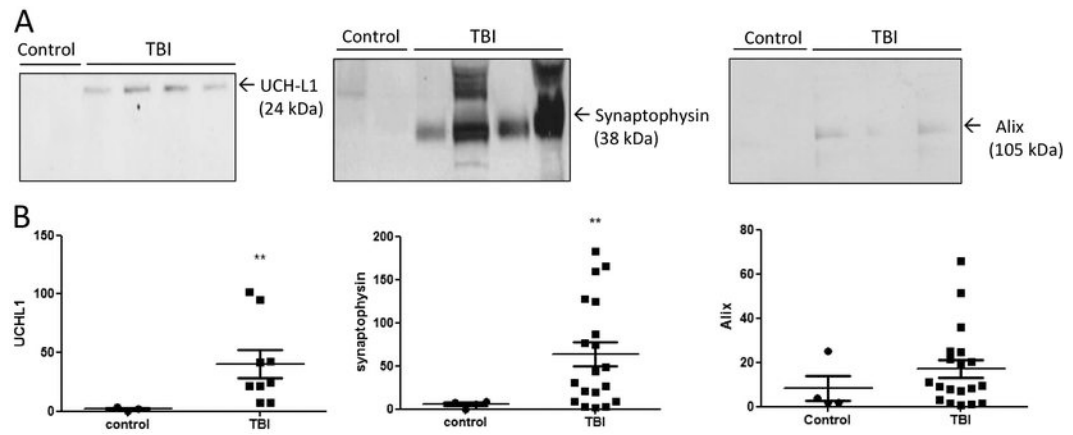 A
Control TBI
UCH-L1
(24 kDa)
Control TBI
Synaptophysin
(38 kDa)
Control TBI
Alix
(105 kDa)
B
UCHL1
150
100
50
0
**
control TBI
synaptophysin
200
150
100
50
0
**
control TBI
Alix
80
60
40
20
0
Control TBI